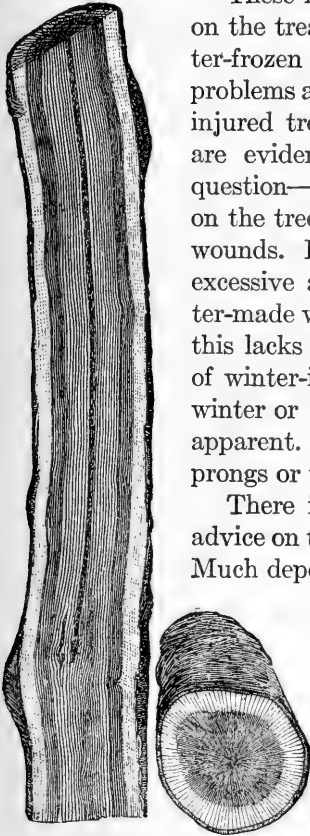 These
on the trea
ter-frozen
problems a
injured tre
are eviden
question—
on the tree
wounds.
excessive a
ter-made w
this lacks
of winter-i
winter or
apparent.
prongs or
There
advice on t
Much depe